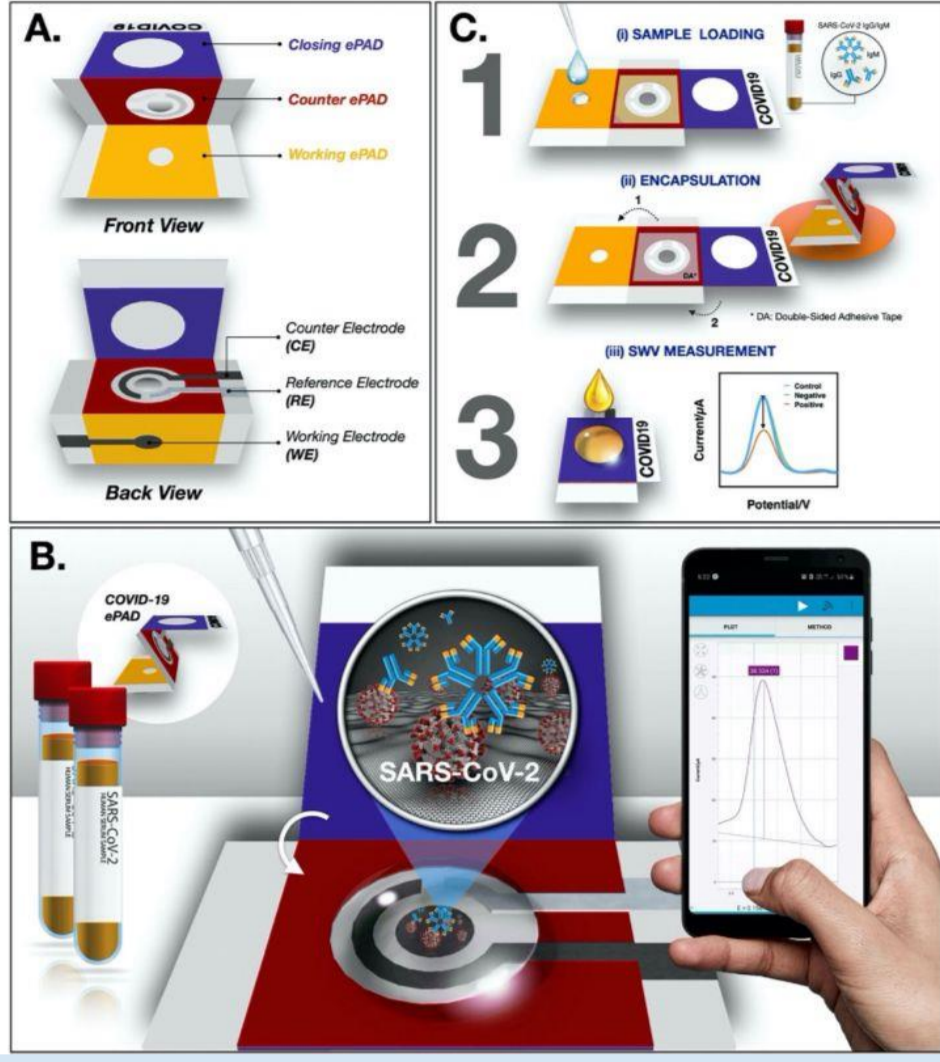 A.
COVID19
Closing ePAD
Counter ePAD
Working ePAD
Front View
Counter Electrode
(CE)
Reference Electrode
(RE)
Working Electrode
(WE)
Back View
C.
1
(i) SAMPLE LOADING
COVID19
SARS-CoV-2 IgG/IgM
IgM
IgG
2
(ii) ENCAPSULATION
1
DA*
COVID19
2
* DA: Double-Sided Adhesive Tape
3
(iii) SWV MEASUREMENT
COVID19
Control
Negative
Positive
Current/μA
Potential/V
B.
COVID-19
ePAD
SARS-CoV-2
HUMAN SERUM SAMPLE
SARS-CoV-2
PLOT
METHOD